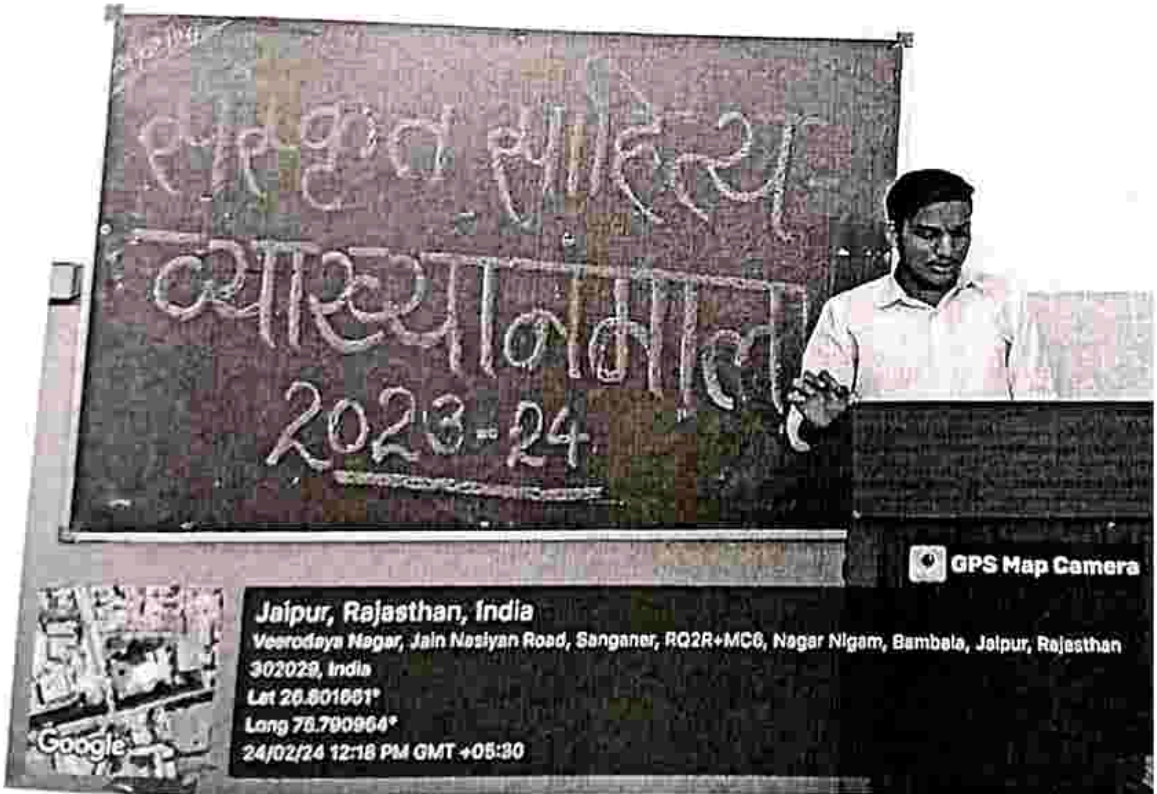 संस्कृत साहित्य
व्याख्यानमाला
2023-24
GPS Map Camera
Jaipur, Rajasthan, India
Veerodaya Nagar, Jain Nasiyan Road, Sanganer, RQ2R+MC6, Nagar Nigam, Bambala, Jaipur, Rajasthan
302029, India
Lat 26.801661°
Long 75.790964°
24/02/24 12:18 PM GMT +05:30
Google